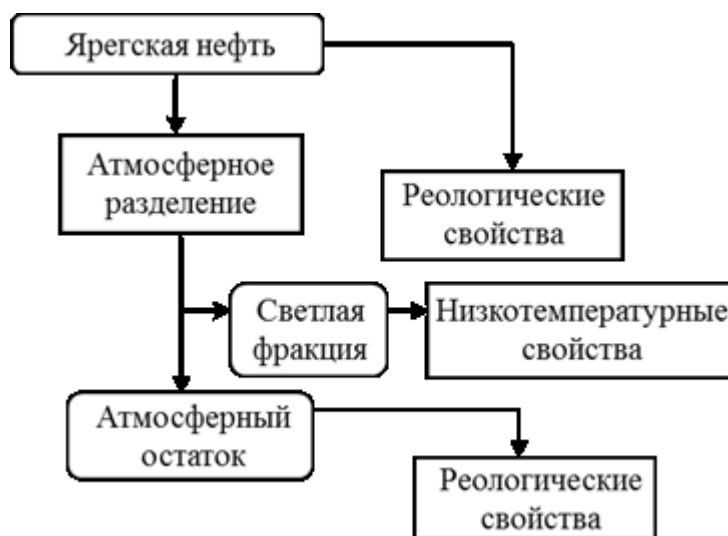 Ярегская нефть
Атмосферное
разделение
Реологические
свойства
Светлая
фракция
Низкотемпературные
свойства
Атмосферный
остаток
Реологические
свойства